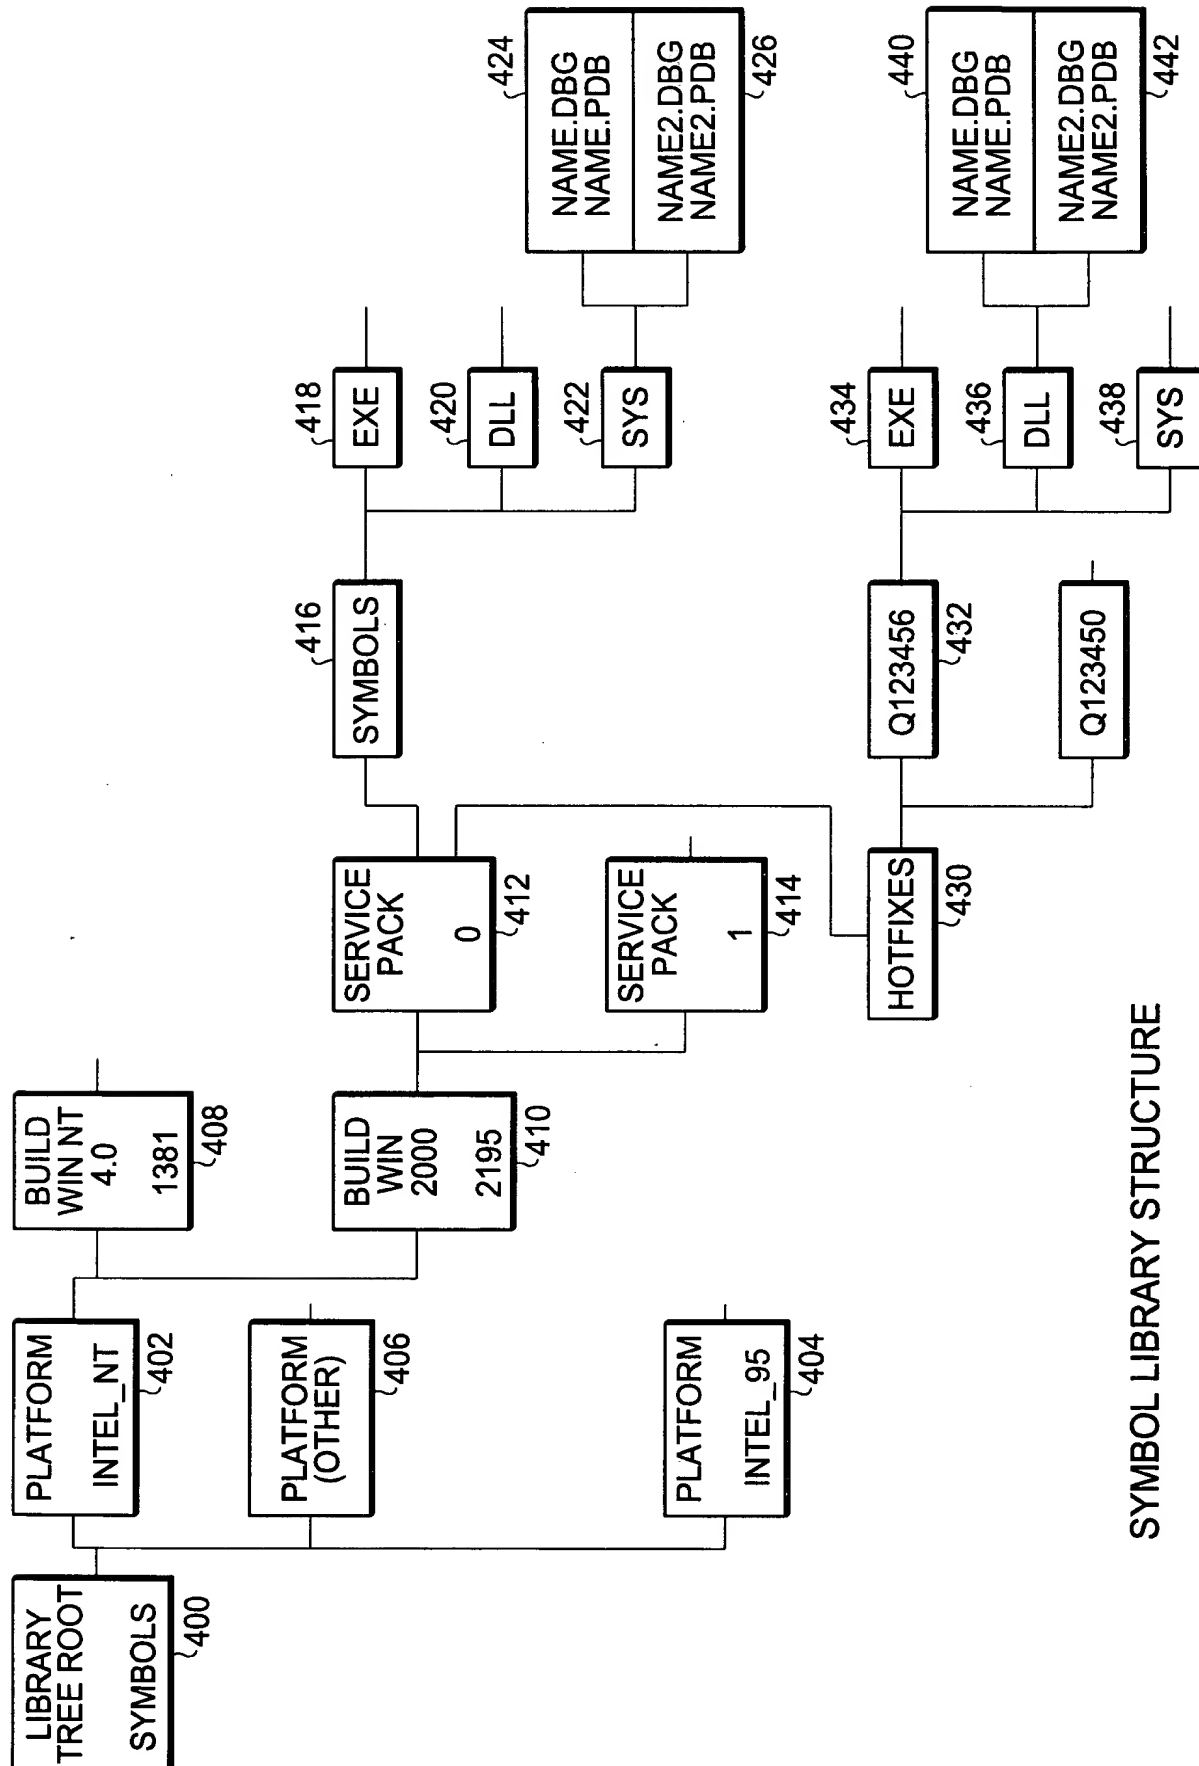 LIBRARY
TREE ROOT
SYMBOLS
400
PLATFORM
INTEL_NT
402
PLATFORM
(OTHER)
406
PLATFORM
INTEL_95
404
BUILD
WIN NT
4.0
1381
408
BUILD
WIN
2000
2195
410
SERVICE
PACK
0
412
SERVICE
PACK
1
414
SYMBOLS
416
HOTFIXES
430
Q123456
432
Q123450
EXE
418
DLL
420
SYS
422
EXE
434
DLL
436
SYS
438
NAME.DBG
NAME.PDB
424
NAME2.DBG
NAME2.PDB
426
NAME.DBG
NAME.PDB
440
NAME2.DBG
NAME2.PDB
442
SYMBOL LIBRARY STRUCTURE